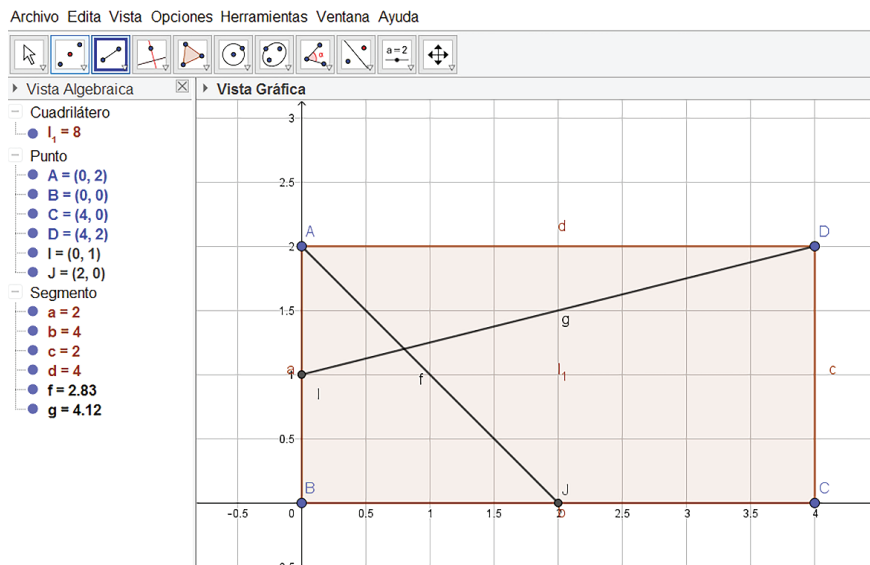 Archivo Edita Vista Opciones Herramientas Ventana Ayuda
α
a=2
Vista Algebraica
Vista Gráfica
Cuadrilátero
l₁ = 8
Punto
A = (0, 2)
B = (0, 0)
C = (4, 0)
D = (4, 2)
I = (0, 1)
J = (2, 0)
Segmento
a = 2
b = 4
c = 2
d = 4
f = 2.83
g = 4.12
3
2.5
d
A
D
2
1.5
g
a
1
f
l₁
c
I
0.5
B
J
C
-0.5
0
0.5
1
1.5
2
b
2.5
3
3.5
4
-0.5